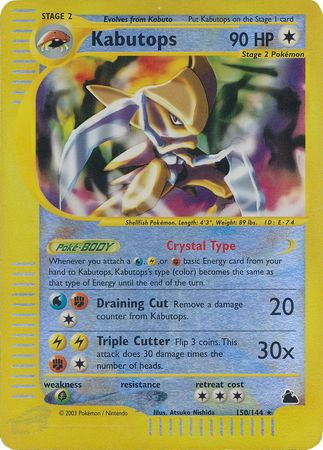 STAGE 2 Evolves from Kabuto Put Kabutops on the Stage 1 card
Kabutops 90 HP
Stage 2 Pokémon
Shellfish Pokémon. Length: 4'3", Weight: 89 lbs. ID: E-74
Poké-BODY Crystal Type
Whenever you attach a , , or basic Energy card from your
hand to Kabutops, Kabutops's type (color) becomes the same as
that type of Energy until the end of the turn.
Draining Cut Remove a damage 20
counter from Kabutops.
Triple Cutter Flip 3 coins. This 30x
attack does 30 damage times the
number of heads.
weakness resistance retreat cost
© 2003 Pokémon / Nintendo Illus. Atsuko Nishida 150/144